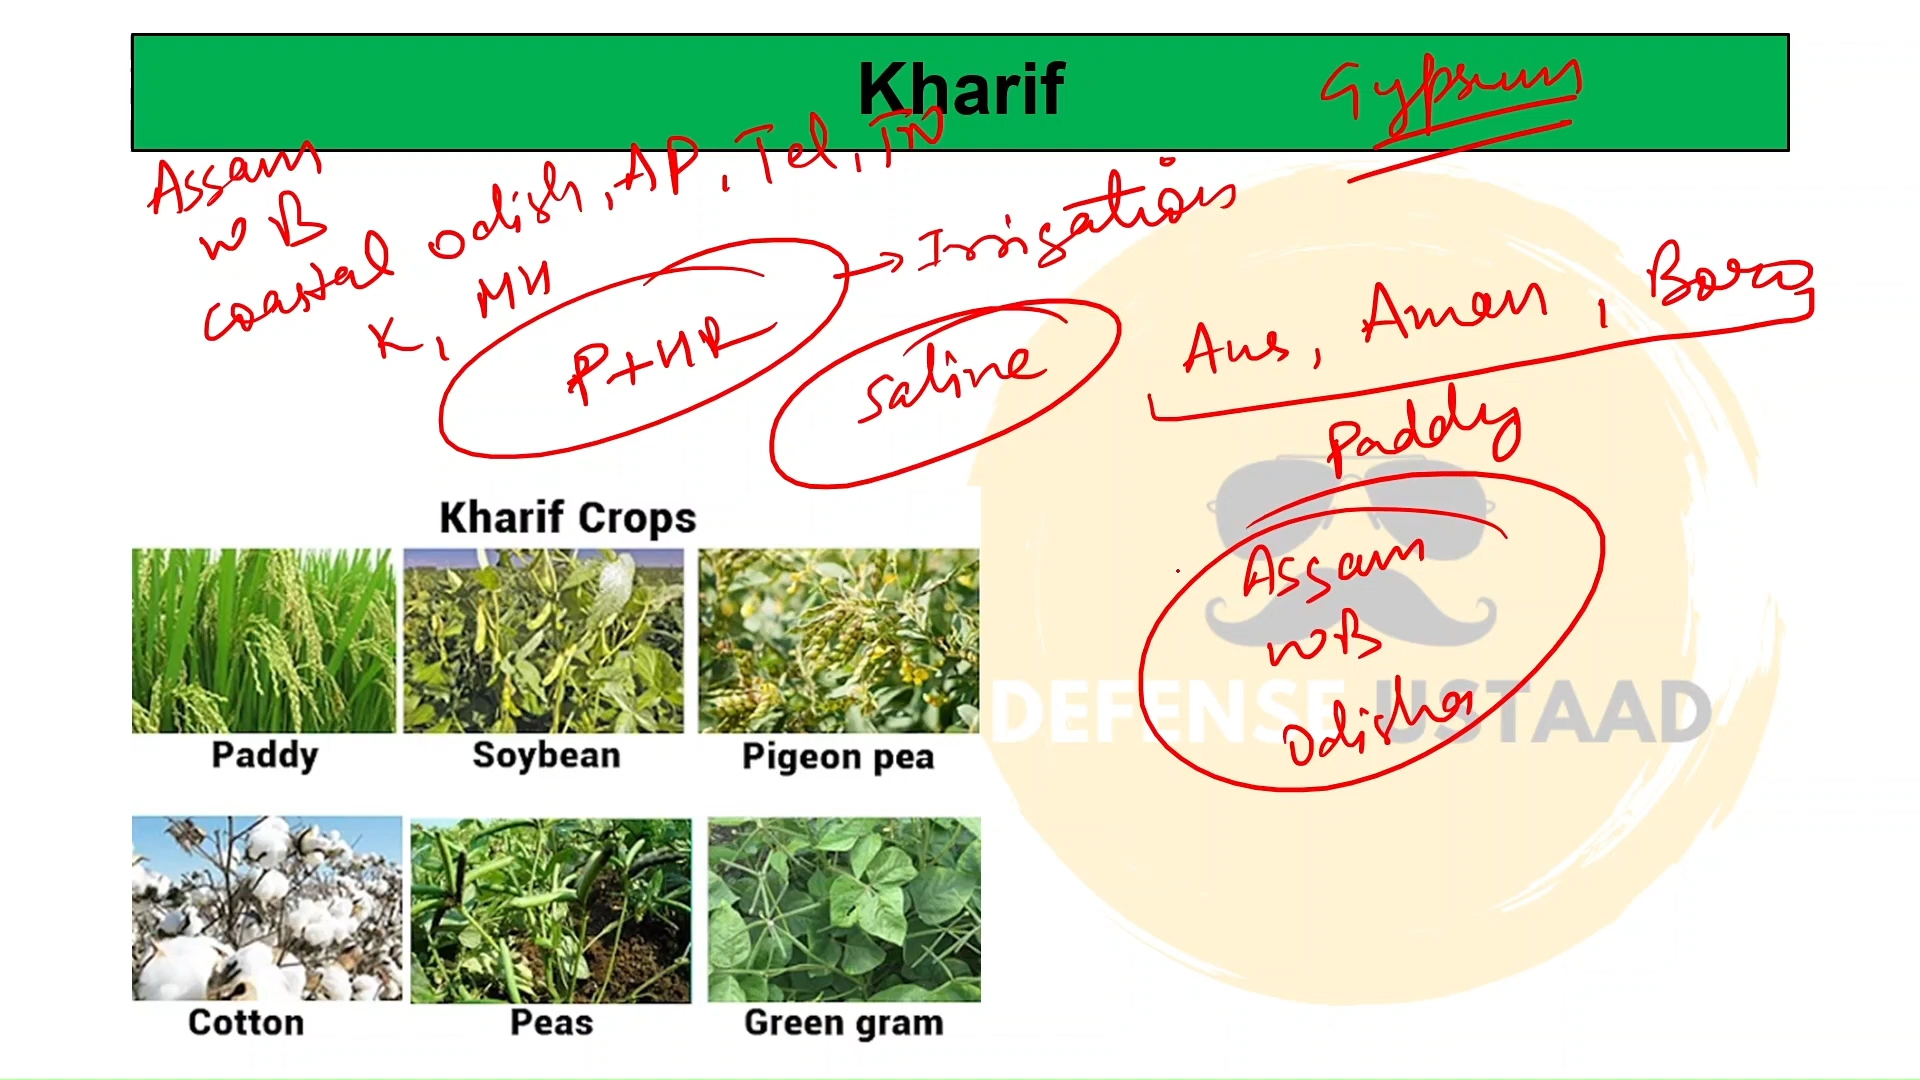 Kharif
Gypsum
Assam
WB
coastal odish, AP, Tel, TN
K, MH
P+HR → Irrigation
Saline
Aus, Aman, Boro
Paddy
Assam
WB
Odisha
DEFENSE USTAAD
Kharif Crops
Paddy Soybean Pigeon pea
Cotton Peas Green gram